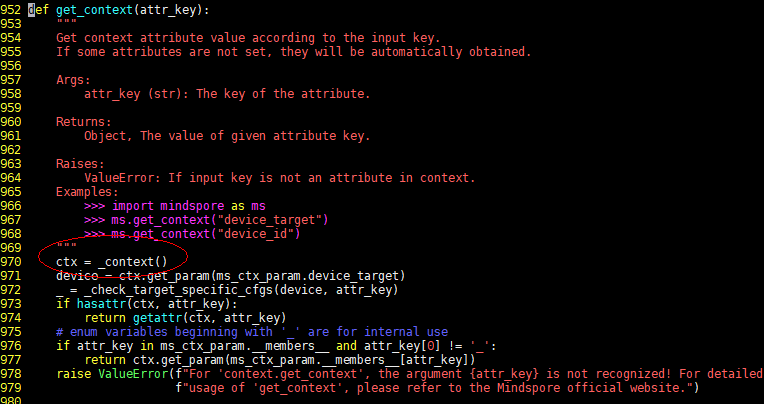 952 def get_context(attr_key):
953     """
954     Get context attribute value according to the input key.
955     If some attributes are not set, they will be automatically obtained.
956
957     Args:
958         attr_key (str): The key of the attribute.
959
960     Returns:
961         Object, The value of given attribute key.
962
963     Raises:
964         ValueError: If input key is not an attribute in context.
965     Examples:
966         >>> import mindspore as ms
967         >>> ms.get_context("device_target")
968         >>> ms.get_context("device_id")
969     """
970     ctx = _context()
971     device = ctx.get_param(ms_ctx_param.device_target)
972     _ = _check_target_specific_cfgs(device, attr_key)
973     if hasattr(ctx, attr_key):
974         return getattr(ctx, attr_key)
975     # enum variables beginning with '_' are for internal use
976     if attr_key in ms_ctx_param.__members__ and attr_key[0] != '_':
977         return ctx.get_param(ms_ctx_param.__members__[attr_key])
978     raise ValueError(f"For 'context.get_context', the argument {attr_key} is not recognized! For detailed
979                      f"usage of 'get_context', please refer to the Mindspore official website.")
980